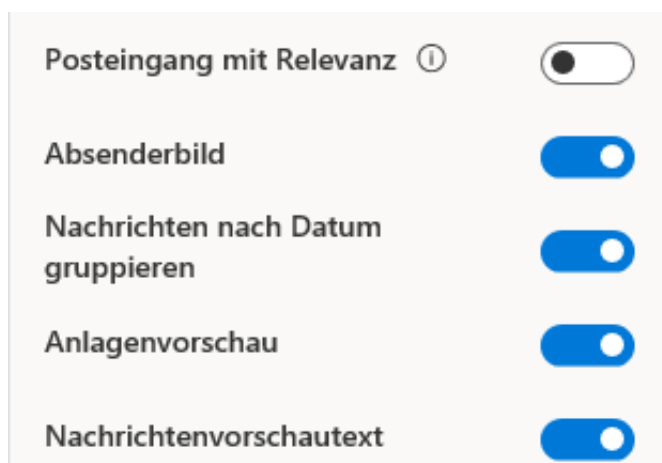 Posteingang mit Relevanz
Absenderbild
Nachrichten nach Datum
gruppieren
Anlagenvorschau
Nachrichtenvorschautext